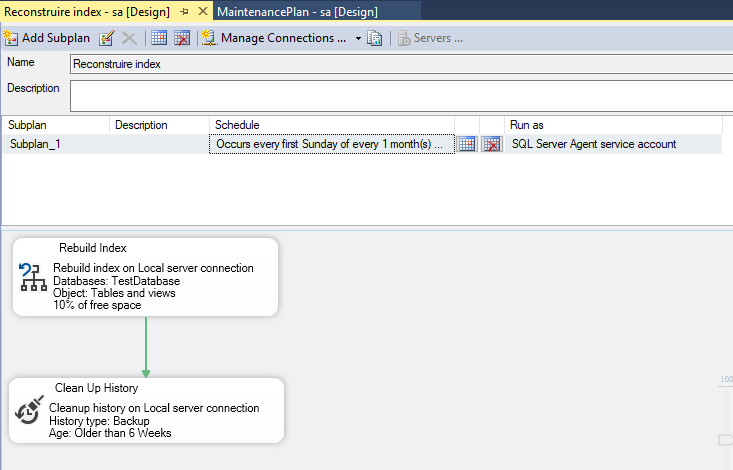 Reconstruire index - sa [Design] MaintenancePlan - sa [Design]
Add Subplan Manage Connections ... Servers ...
Name Reconstruire index
Description
Subplan Description Schedule Run as
Subplan_1 Occurs every first Sunday of every 1 month(s) ... SQL Server Agent service account
Rebuild Index
Rebuild index on Local server connection
Databases: TestDatabase
Object: Tables and views
10% of free space
100
Clean Up History
Cleanup history on Local server connection
History type: Backup
Age: Older than 6 Weeks